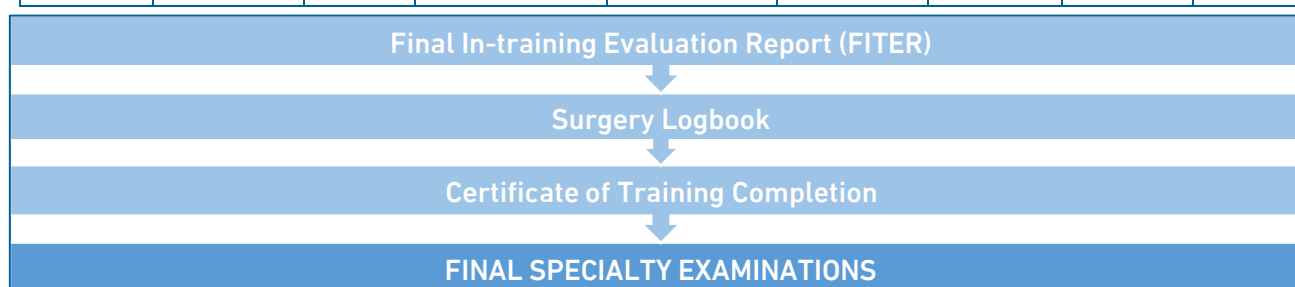 Final In-training Evaluation Report (FITER)
Surgery Logbook
Certificate of Training Completion
FINAL SPECIALTY EXAMINATIONS